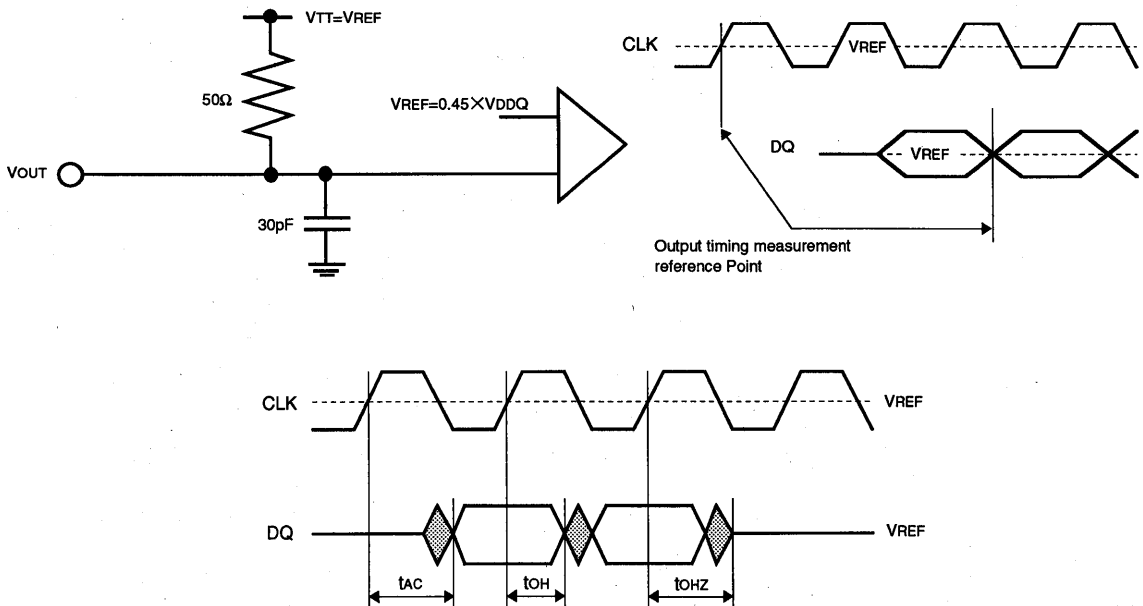 VTT=VREF
50Ω
VREF=0.45×VDDQ
VOUT
30pF
CLK
VREF
DQ
VREF
Output timing measurement
reference Point
CLK
VREF
DQ
VREF
tAC
tOH
tOHZ